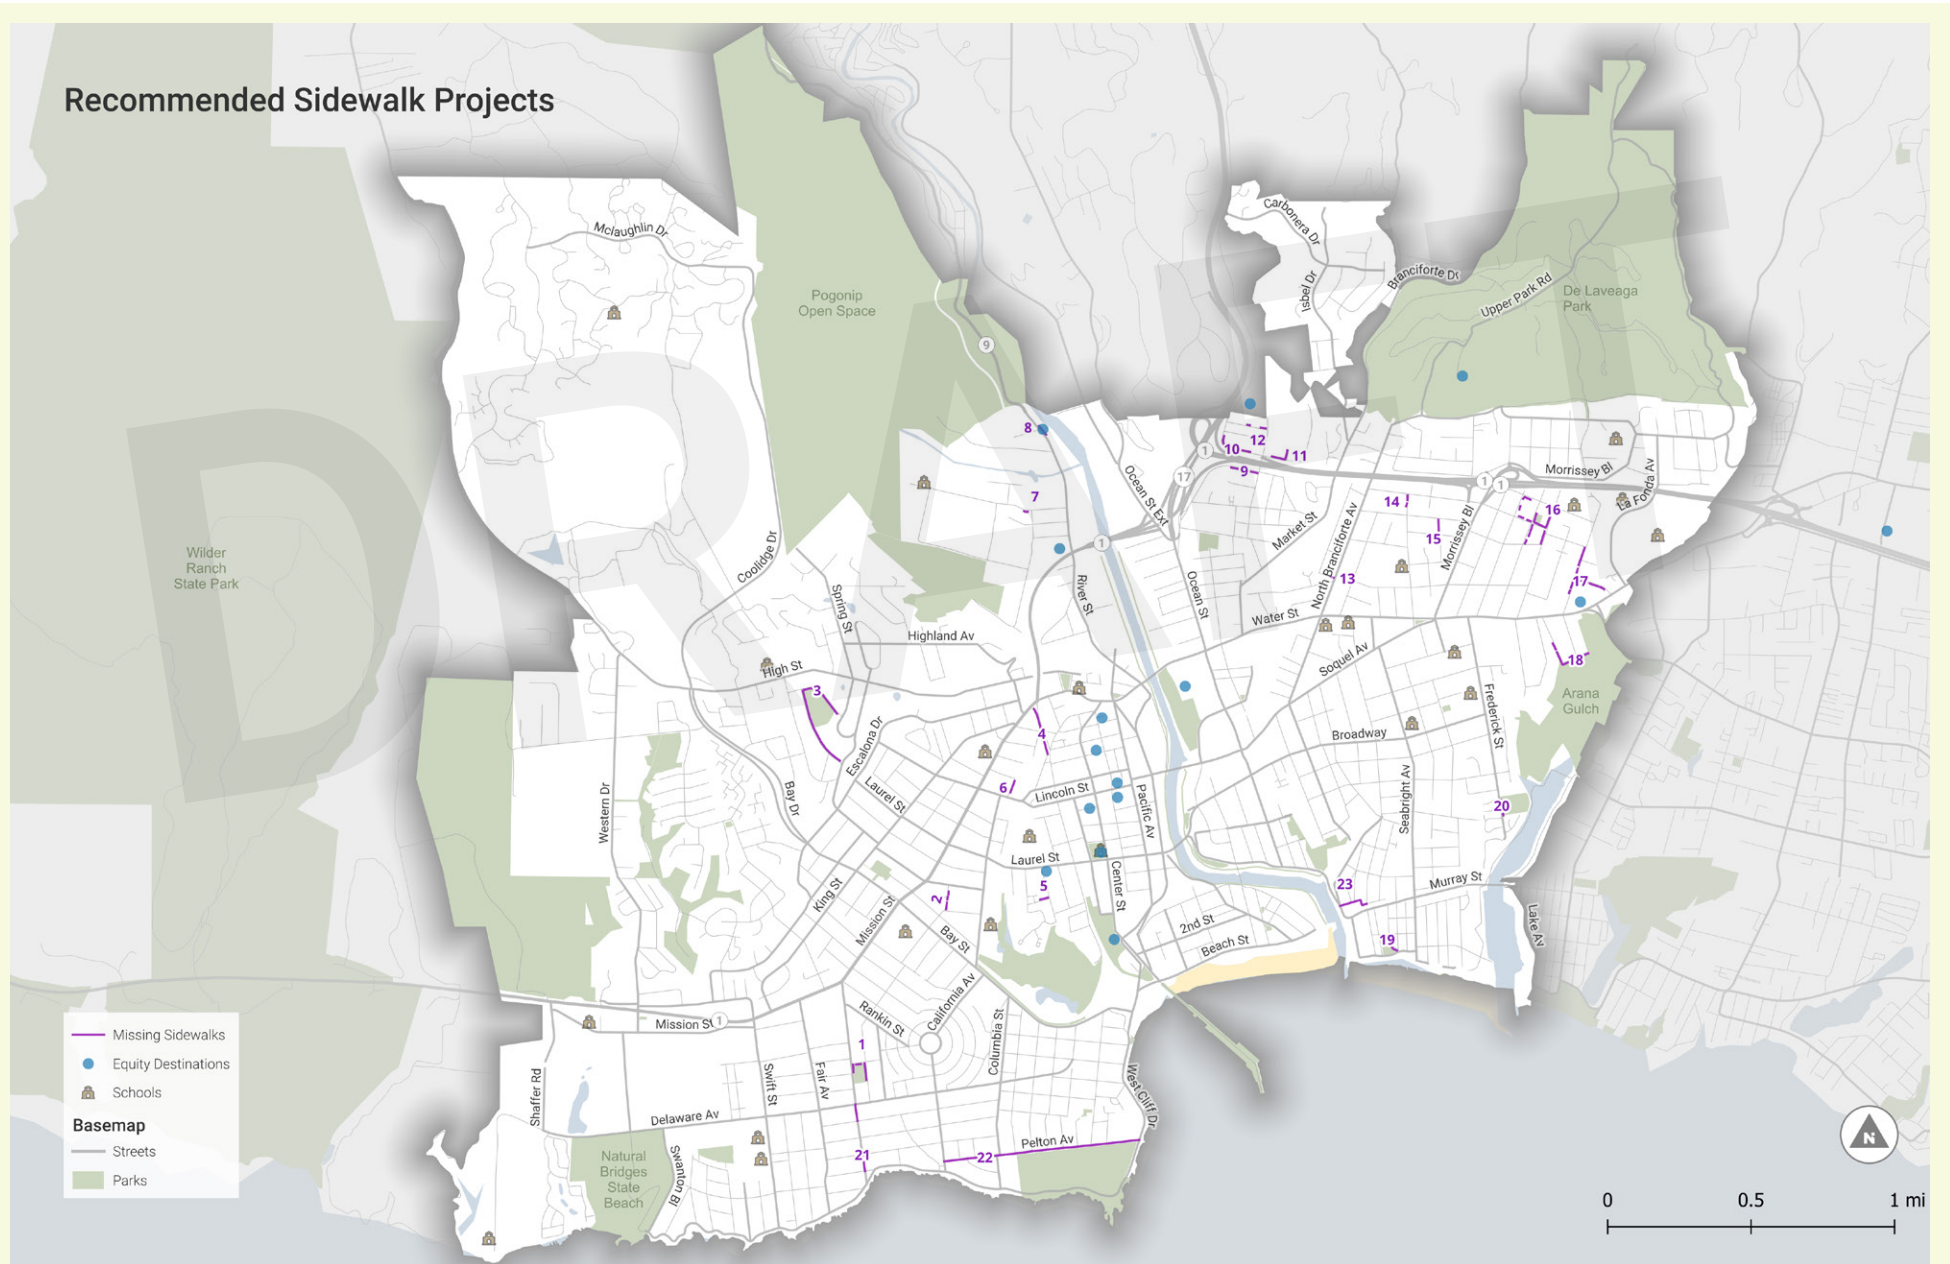 Recommended Sidewalk Projects
DRAFT
Carbonera Dr
Mclaughlin Dr
Isbel Dr
Branciforte Dr
Upper Park Rd
De Laveaga
Park
Pogonip
Open Space
9
8
12
10
11
1
9
17
Morrissey Bl
1
1
La Fonda Av
Ocean St Ext
7
14
16
Market St
North Branciforte Av
15
Morrissey Bl
1
Wilder
Ranch
State Park
Coolidge Dr
River St
Ocean St
13
17
Spring St
Water St
Highland Av
High St
Soquel Av
18
3
Arana
Gulch
Frederick St
Escalona Dr
4
Broadway
Western Dr
Bay Dr
Laurel St
6
Lincoln St
Pacific Av
Seabright Av
20
Laurel St
Center St
5
23
Murray St
King St
2
Mission St
Bay St
2nd St
Beach St
19
Lake Av
California Av
Rankin St
Mission St
1
1
Columbia St
Shaffer Rd
Swift St
Fair Av
West Cliff Dr
Delaware Av
Pelton Av
21
22
Natural
Bridges
State
Beach
Swanton Bl
Missing Sidewalks
Equity Destinations
Schools
Basemap
Streets
Parks
N
0 0.5 1 mi